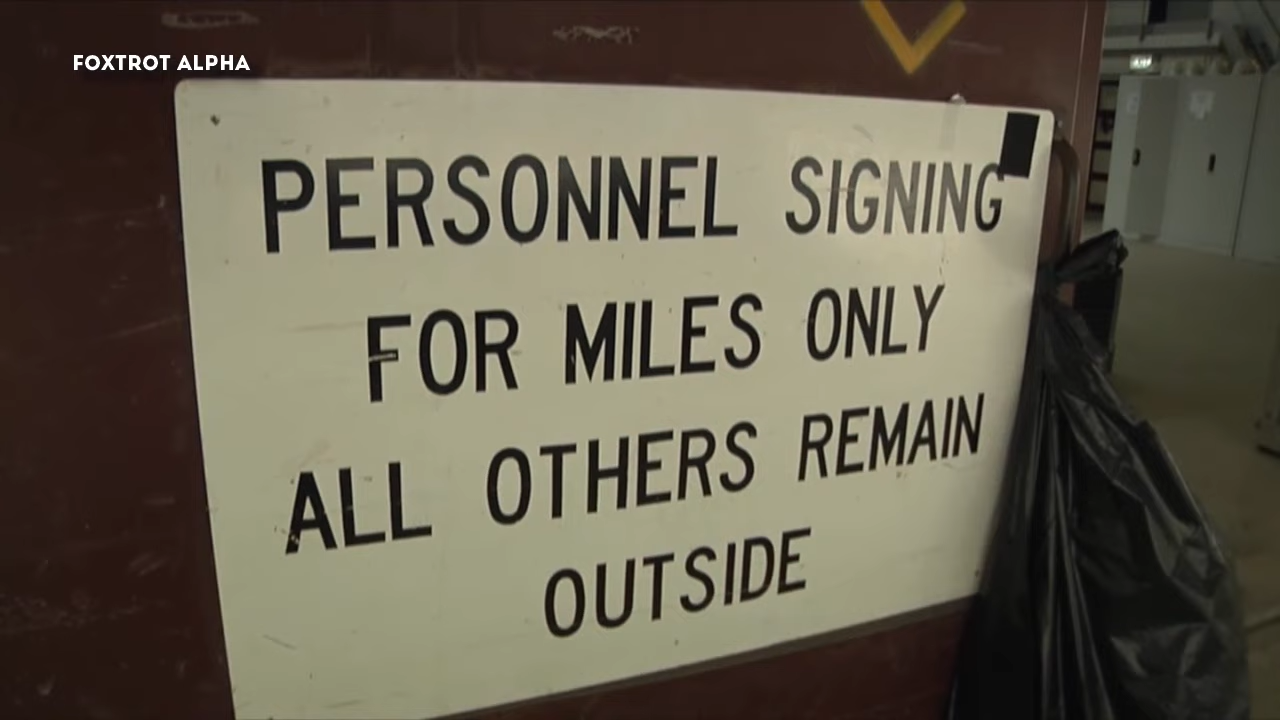 FOXTROT ALPHA
PERSONNEL SIGNING
FOR MILES ONLY
ALL OTHERS REMAIN
OUTSIDE